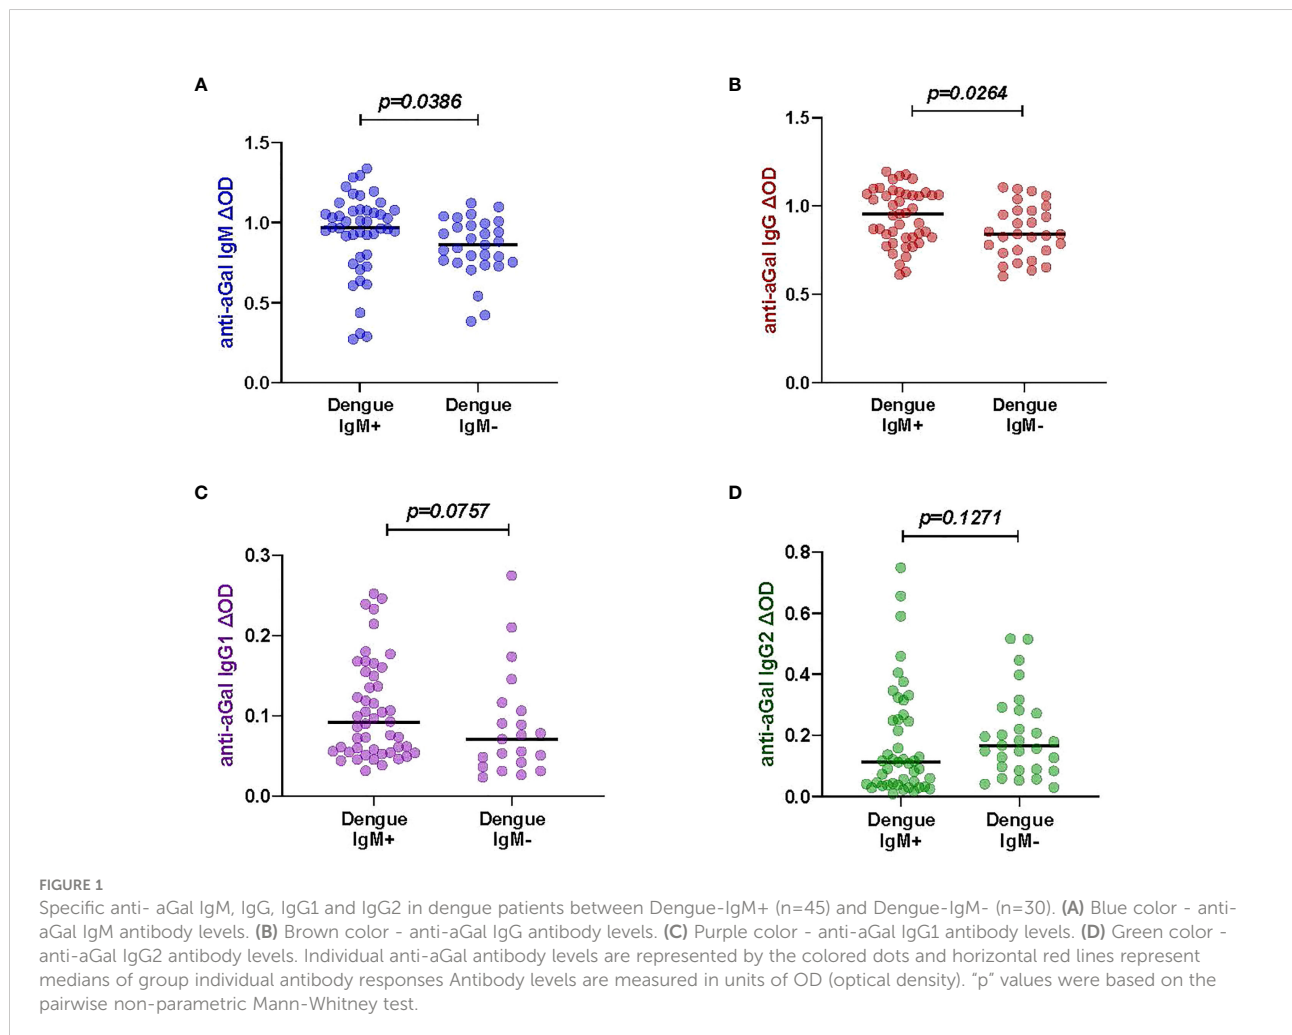 A
p=0.0386
anti-aGal IgM ΔOD
1.5
1.0
0.5
0.0
Dengue
IgM+
Dengue
IgM-
B
p=0.0264
anti-aGal IgG ΔOD
1.5
1.0
0.5
0.0
Dengue
IgM+
Dengue
IgM-
C
p=0.0757
anti-aGal IgG1 ΔOD
0.3
0.2
0.1
0.0
Dengue
IgM+
Dengue
IgM-
D
p=0.1271
anti-aGal IgG2 ΔOD
0.8
0.6
0.4
0.2
0.0
Dengue
IgM+
Dengue
IgM-
FIGURE 1
Specific anti- aGal IgM, IgG, IgG1 and IgG2 in dengue patients between Dengue-IgM+ (n=45) and Dengue-IgM- (n=30). (A) Blue color - anti-
aGal IgM antibody levels. (B) Brown color - anti-aGal IgG antibody levels. (C) Purple color - anti-aGal IgG1 antibody levels. (D) Green color -
anti-aGal IgG2 antibody levels. Individual anti-aGal antibody levels are represented by the colored dots and horizontal red lines represent
medians of group individual antibody responses Antibody levels are measured in units of OD (optical density). “p” values were based on the
pairwise non-parametric Mann-Whitney test.